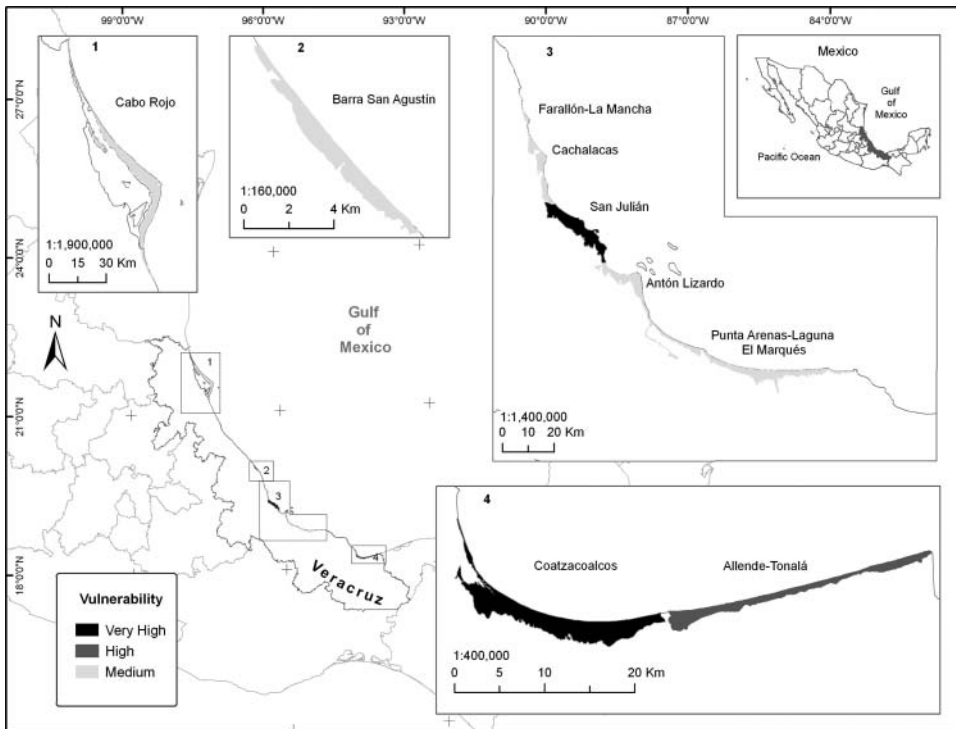 99°0'0"W
96°0'0"W
93°0'0"W
90°0'0"W
87°0'0"W
84°0'0"W
27°0'0"N
24°0'0"N
21°0'0"N
18°0'0"N
1
Cabo Rojo
1:1,900,000
0 15 30 Km
2
Barra San Agustín
1:160,000
0 2 4 Km
3
Farallón-La Mancha
Cachalacas
San Julián
Antón Lizardo
Punta Arenas-Laguna
El Marqués
1:1,400,000
0 10 20 Km
Mexico
Gulf
of
Mexico
Pacific Ocean
N
Gulf
of
Mexico
1
2
3
4
Veracruz
Vulnerability
Very High
High
Medium
4
Coatzacoalcos
Allende-Tonalá
1:400,000
0 5 10 20 Km